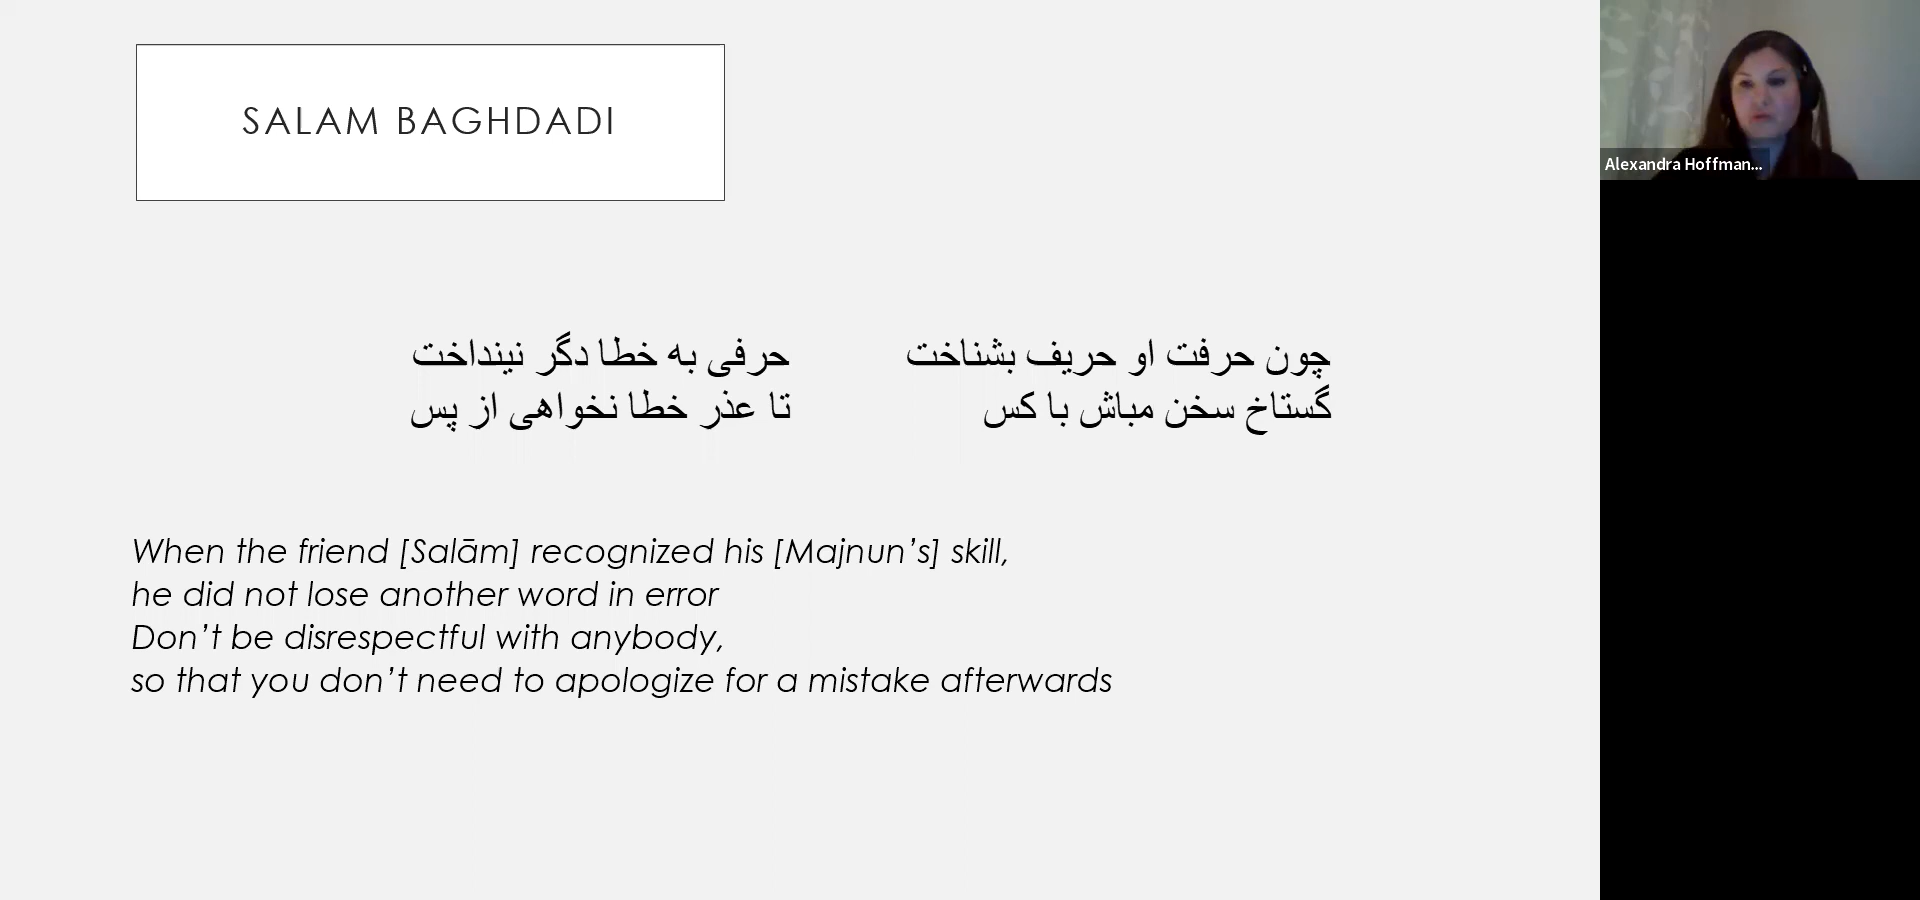 SALAM BAGHDADI
چون حرفت او حریف بشناخت
حرفی به خطا دگر نینداخت
گستاخ سخن مباش با کس
تا عذر خطا نخواهی از پس
When the friend [Salām] recognized his [Majnun’s] skill,
he did not lose another word in error
Don’t be disrespectful with anybody,
so that you don’t need to apologize for a mistake afterwards
Alexandra Hoffman...